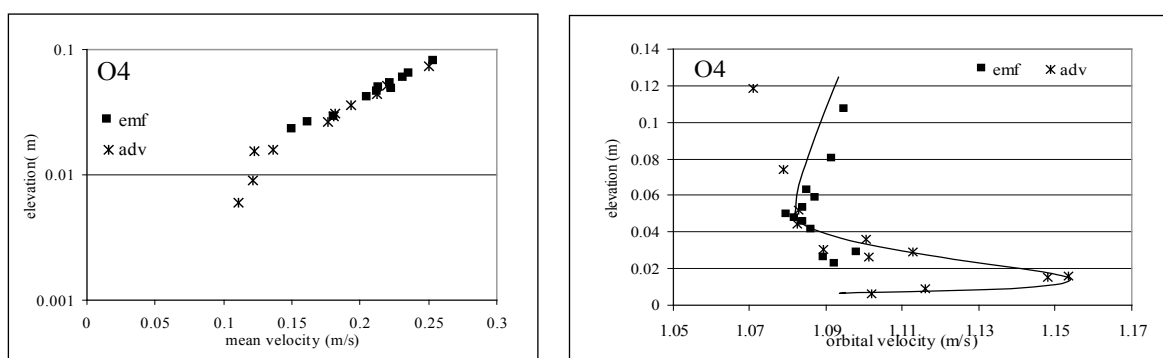 0.1
O4
■ emf
adv
0.01
0.001
0 0.05 0.1 0.15 0.2 0.25 0.3
elevation( m)
mean velocity (m/s)
0.14
O4
■ emf adv
0.12
0.1
0.08
0.06
0.04
0.02
0
1.05 1.07 1.09 1.11 1.13 1.15 1.17
elevation (m)
orbital velocity (m/s)